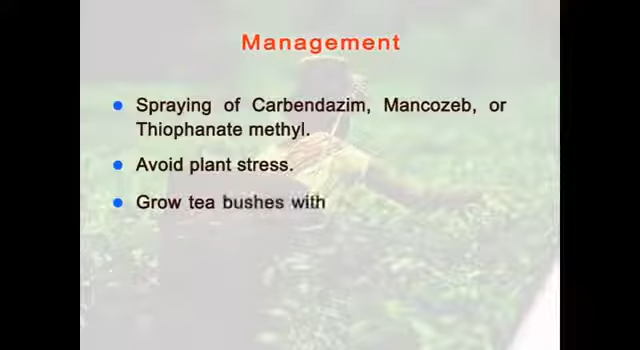 Management
Spraying of Carbendazim, Mancozeb, or
Thiophanate methyl.
Avoid plant stress.
Grow tea bushes with